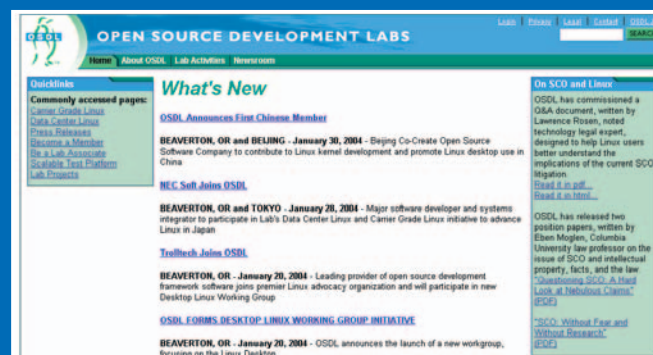 Login | Privacy | Legal | Contact |
OSDL
OPEN SOURCE DEVELOPMENT LABS
SEARCH
Home About OSDL Lab Activities Newsroom
Quicklinks
Commonly accessed pages:
Carrier Grade Linux
Data Center Linux
Press Releases
Become a Member
Be a Lab Associate
Scalable Test Platform
Lab Projects
What's New
OSDL Announces First Chinese Member
BEAVERTON, OR and BEIJING - January 30, 2004 - Beijing Co-Create Open Source
Software Company to contribute to Linux kernel development and promote Linux desktop use in
China
NEC Soft Joins OSDL
BEAVERTON, OR and TOKYO - January 28, 2004 - Major software developer and systems
integrator to participate in Lab's Data Center Linux and Carrier Grade Linux initiative to advance
Linux in Japan
Trolltech Joins OSDL
BEAVERTON, OR - January 20, 2004 - Leading provider of open source development
framework software joins premier Linux advocacy organization and will participate in new
Desktop Linux Working Group
OSDL FORMS DESKTOP LINUX WORKING GROUP INITIATIVE
BEAVERTON, OR - January 20, 2004 - OSDL announces the launch of a new workgroup,
focusing on the Linux Desktop
On SCO and Linux
OSDL has commissioned a
Q&A document, written by
Lawrence Rosen, noted
technology legal expert,
designed to help Linux users
better understand the
implications of the current SCO
litigation.
Read it in pdf...
Read it in html...
OSDL has released two
position papers, written by
Eben Moglen, Columbia
University law professor on the
issue of SCO and intellectual
property, facts, and the law:
"Questioning SCO: A Hard
Look at Nebulous Claims"
(PDF)
"SCO: Without Fear and
Without Research"
(PDF)